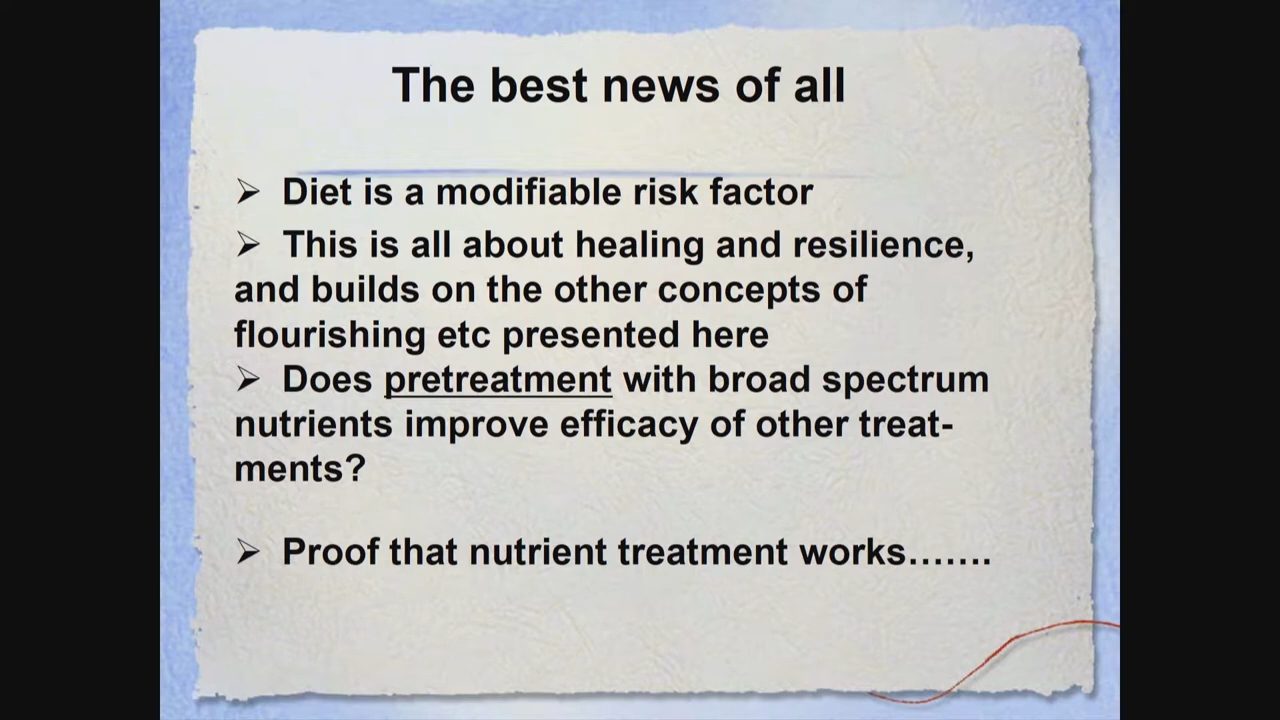 The best news of all
➢ Diet is a modifiable risk factor
➢ This is all about healing and resilience,
and builds on the other concepts of
flourishing etc presented here
➢ Does pretreatment with broad spectrum
nutrients improve efficacy of other treat-
ments?
➢ Proof that nutrient treatment works…….